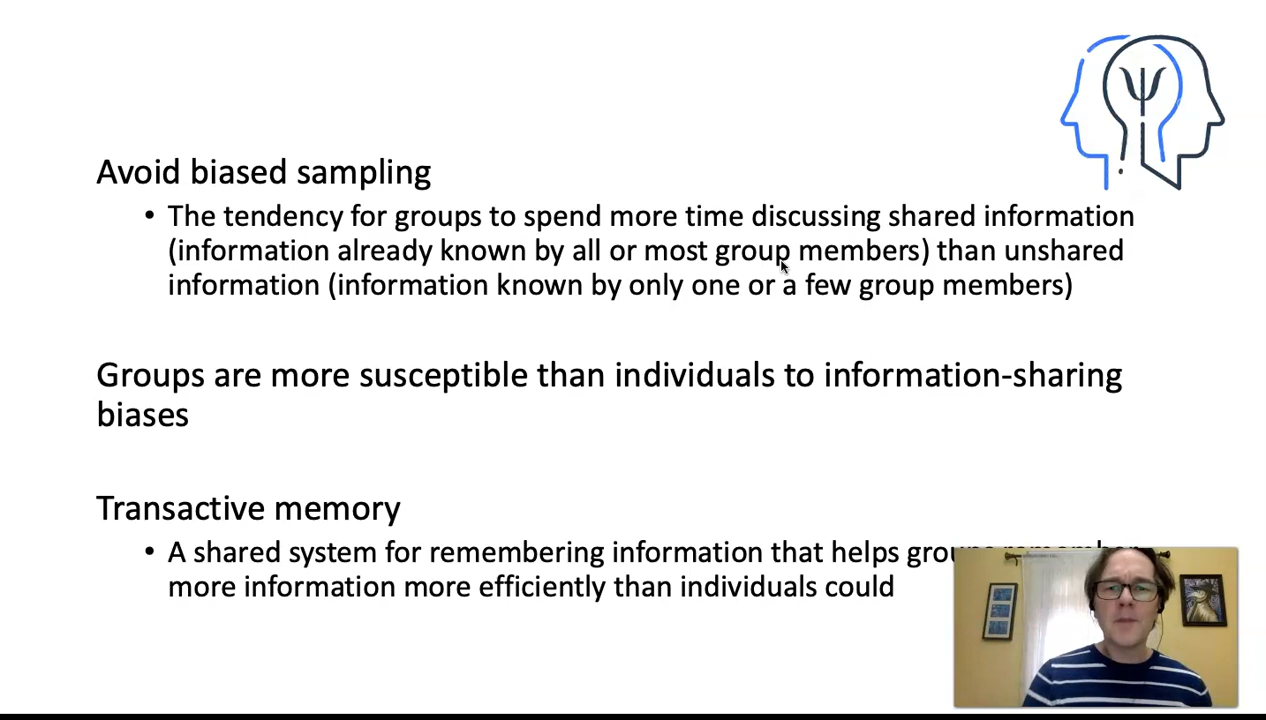 Avoid biased sampling
• The tendency for groups to spend more time discussing shared information
(information already known by all or most group members) than unshared
information (information known by only one or a few group members)
Groups are more susceptible than individuals to information-sharing
biases
Transactive memory
• A shared system for remembering information that helps groups remember
more information more efficiently than individuals could